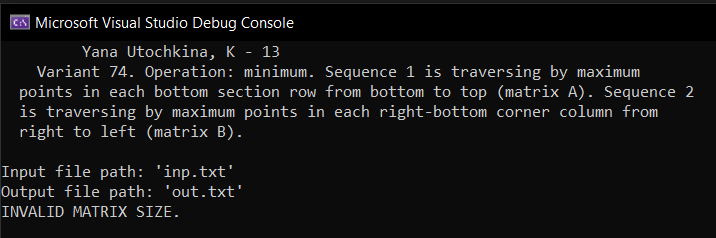 Microsoft Visual Studio Debug Console
Yana Utochkina, K - 13
Variant 74. Operation: minimum. Sequence 1 is traversing by maximum
points in each bottom section row from bottom to top (matrix A). Sequence 2
is traversing by maximum points in each right-bottom corner column from
right to left (matrix B).
Input file path: 'inp.txt'
Output file path: 'out.txt'
INVALID MATRIX SIZE.